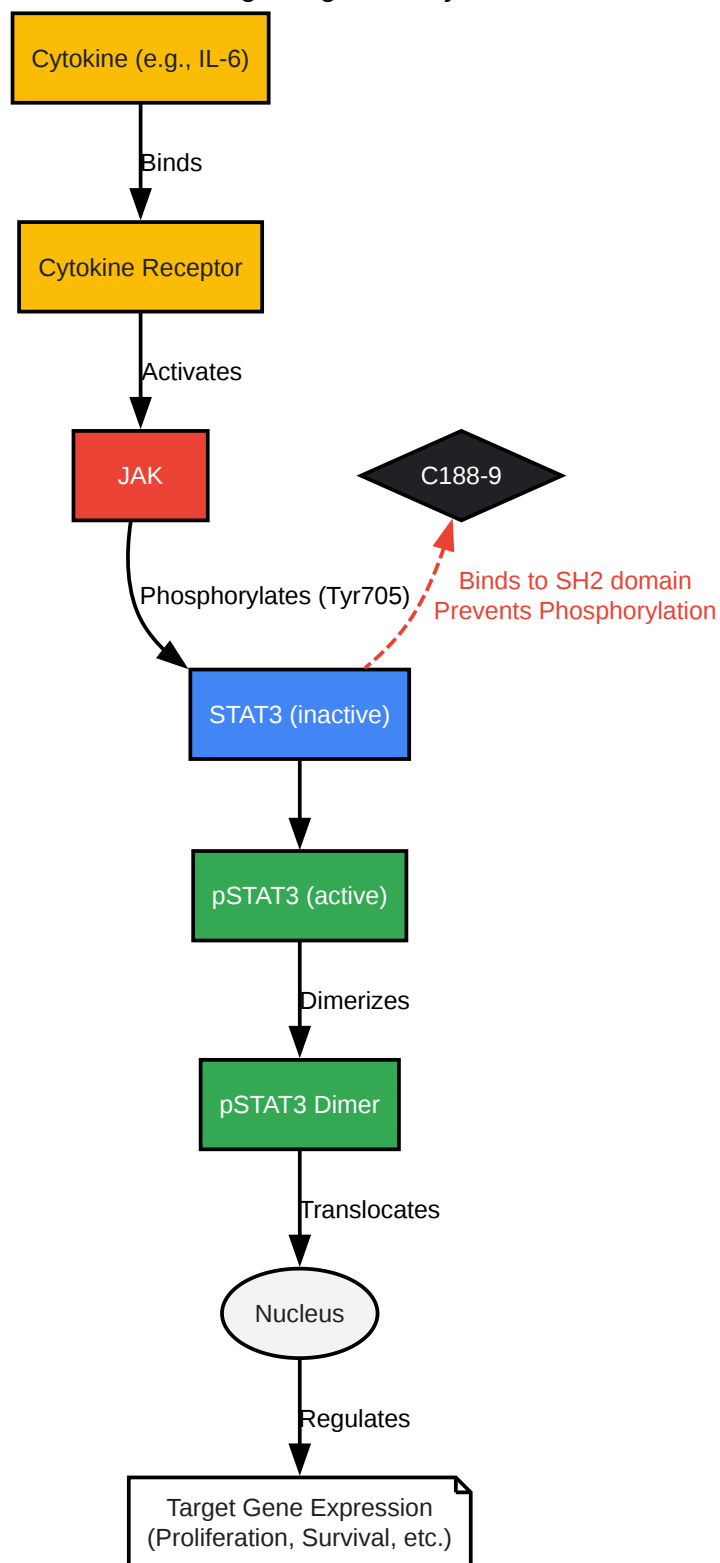 Cytokine (e.g., IL-6)
Binds
Cytokine Receptor
Activates
JAK
C188-9
Phosphorylates (Tyr705)
Binds to SH2 domain
Prevents Phosphorylation
STAT3 (inactive)
pSTAT3 (active)
Dimerizes
pSTAT3 Dimer
Translocates
Nucleus
Regulates
Target Gene Expression
(Proliferation, Survival, etc.)